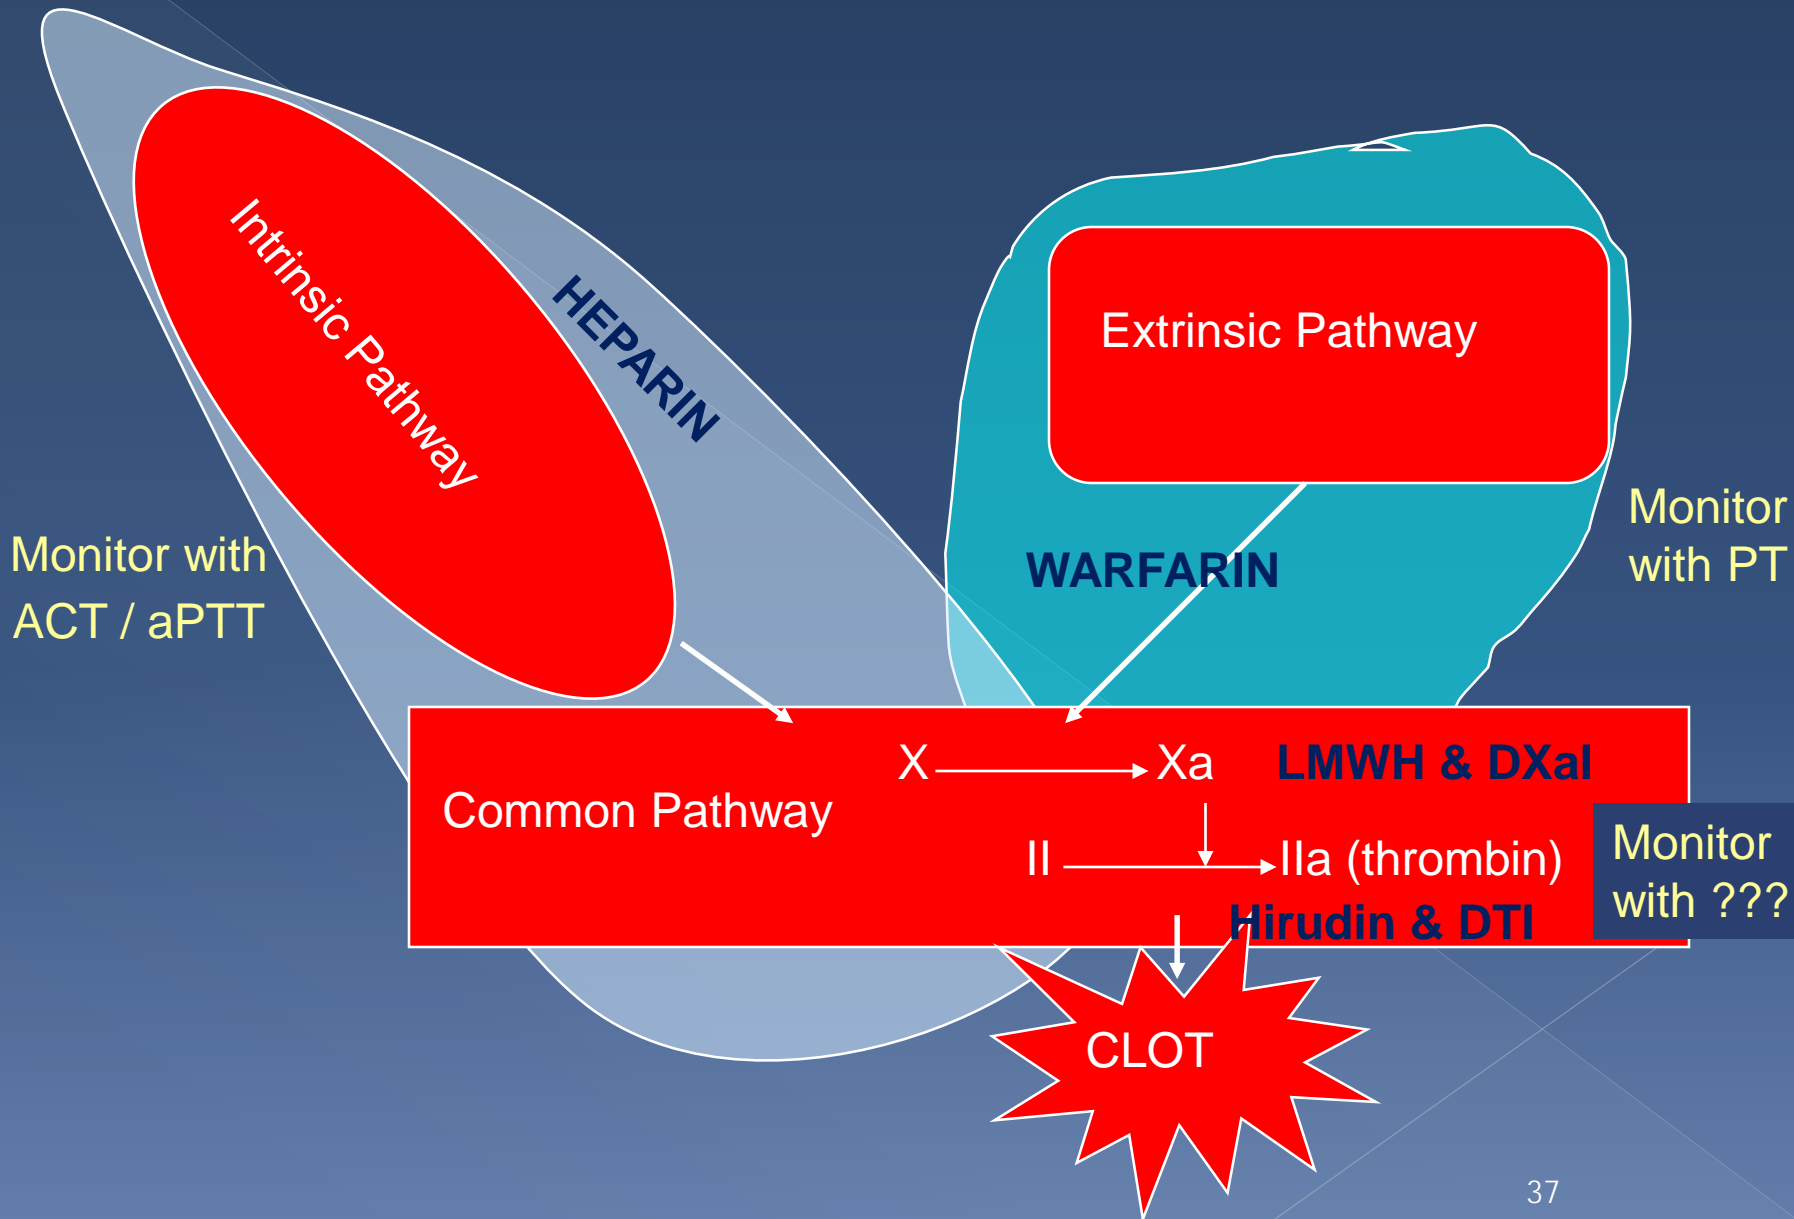 Intrinsic Pathway
HEPARIN
Extrinsic Pathway
Monitor with
ACT / aPTT
WARFARIN
Monitor
with PT
X
Xa
LMWH & DXaI
Common Pathway
II
IIa (thrombin)
Monitor
with ???
Hirudin & DTI
CLOT
37